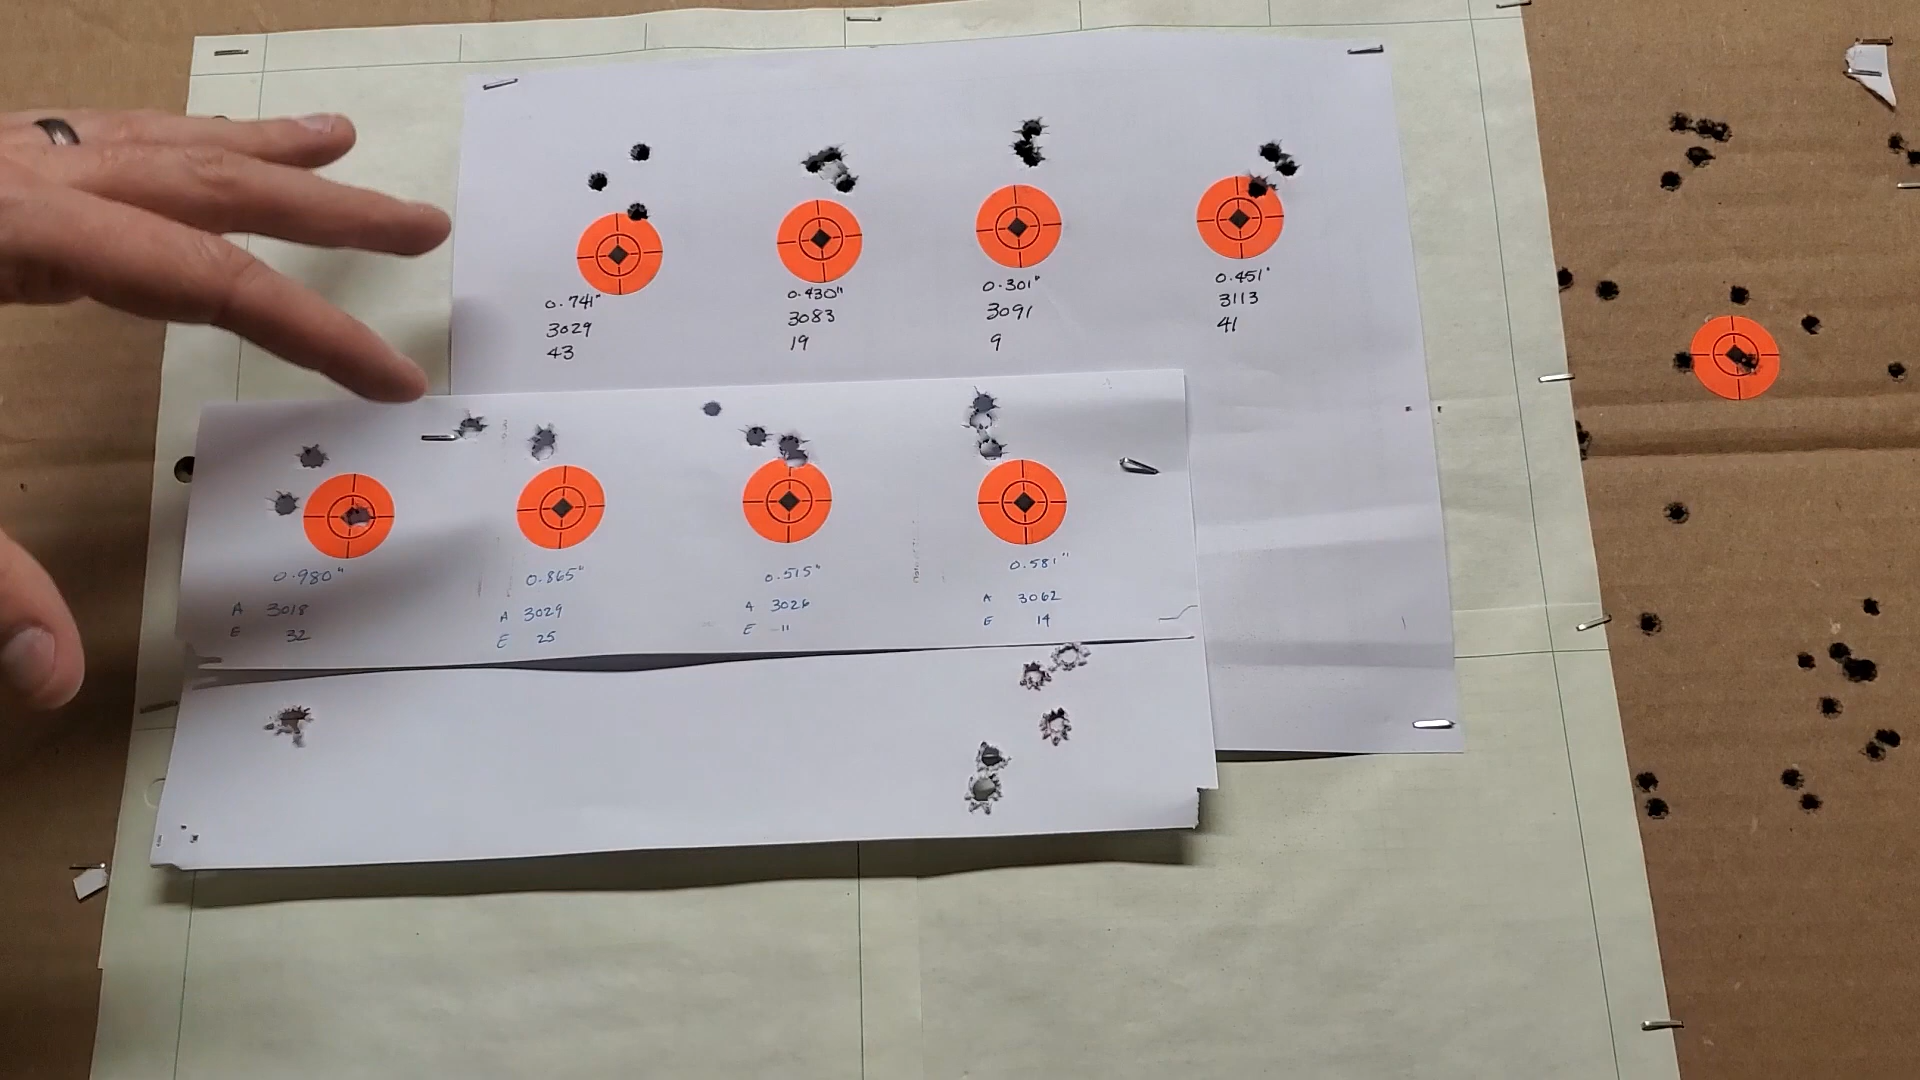 0.741"
3029
43
0.430"
3083
19
0.301"
3091
9
0.451"
3113
41
0.980"
A 3018
E 32
0.865"
A 3029
E 25
0.515"
A 3026
E 11
0.581"
A 3062
E 14